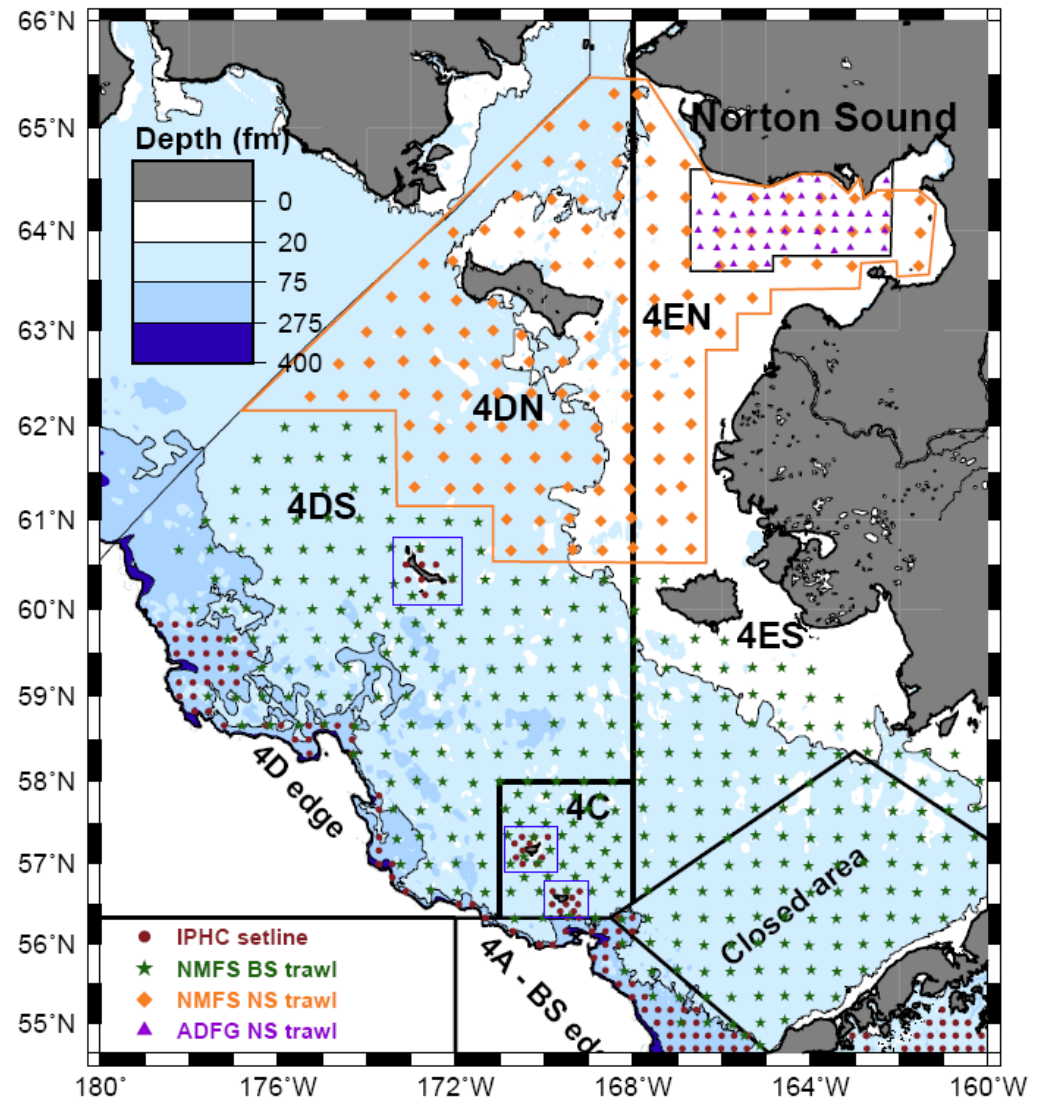 66°N
65°N
64°N
63°N
62°N
61°N
60°N
59°N
58°N
57°N
56°N
55°N
Depth (fm)
0
20
75
275
400
Norton Sound
4EN
4DN
4DS
4ES
4D edge
4C
Closed area
4A - BS edg
IPHC setline
NMFS BS trawl
NMFS NS trawl
ADFG NS trawl
180°
176°W
172°W
168°W
164°W
160°W